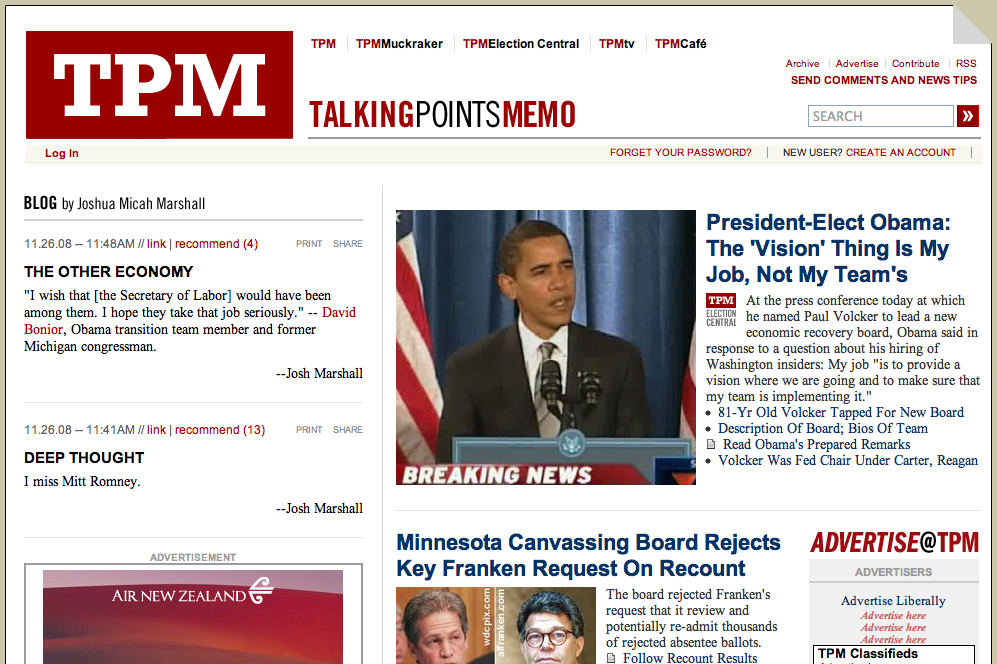 TPM
TPM TPMMuckraker TPMElection Central TPMtv TPMCafé
Archive Advertise Contribute RSS
SEND COMMENTS AND NEWS TIPS
TALKINGPOINTSMEMO
SEARCH »
Log In
FORGET YOUR PASSWORD? | NEW USER? CREATE AN ACCOUNT |
BLOG by Joshua Micah Marshall
11.26.08 -- 11:48AM // link | recommend (4) PRINT SHARE
THE OTHER ECONOMY
"I wish that [the Secretary of Labor] would have been
among them. I hope they take that job seriously." -- David
Bonior, Obama transition team member and former
Michigan congressman.
--Josh Marshall
11.26.08 -- 11:41AM // link | recommend (13) PRINT SHARE
DEEP THOUGHT
I miss Mitt Romney.
--Josh Marshall
ADVERTISEMENT
AIR NEW ZEALAND
BREAKING NEWS
President-Elect Obama:
The 'Vision' Thing Is My
Job, Not My Team's
TPM
ELECTION
CENTRAL
At the press conference today at which
he named Paul Volcker to lead a new
economic recovery board, Obama said in
response to a question about his hiring of
Washington insiders: My job "is to provide a
vision where we are going and to make sure that
my team is implementing it."
• 81-Yr Old Volcker Tapped For New Board
• Description Of Board; Bios Of Team
Read Obama's Prepared Remarks
• Volcker Was Fed Chair Under Carter, Reagan
Minnesota Canvassing Board Rejects
Key Franken Request On Recount
wdcpix.com
alfranken.com
The board rejected Franken's
request that it review and
potentially re-admit thousands
of rejected absentee ballots.
Follow Recount Results
ADVERTISE@TPM
ADVERTISERS
Advertise Liberally
Advertise here
Advertise here
Advertise here
TPM Classifieds